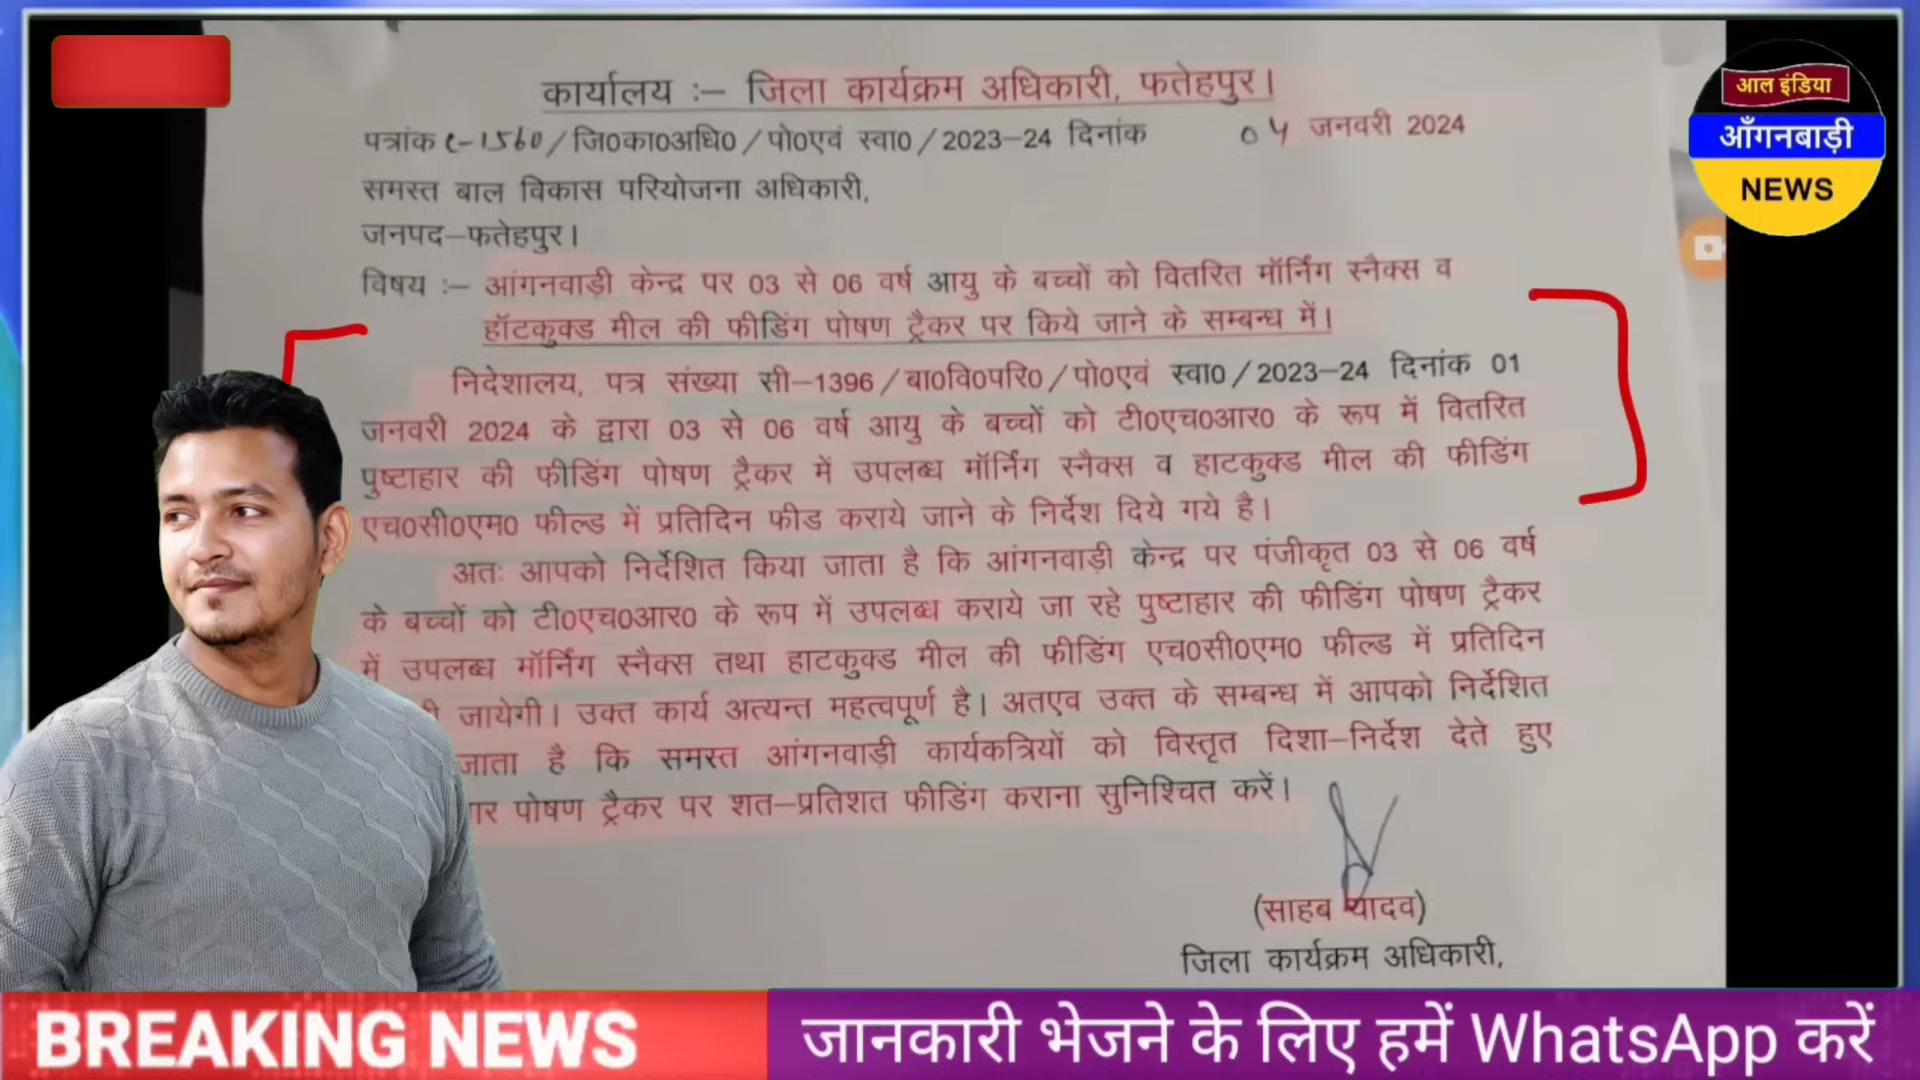 कार्यालय :– जिला कार्यक्रम अधिकारी, फतेहपुर।
पत्रांक c-1560/जि0का0अधि0/पो0एवं स्वा0/2023–24 दिनांक 04 जनवरी 2024
समस्त बाल विकास परियोजना अधिकारी,
जनपद–फतेहपुर।
विषय :– आंगनवाड़ी केन्द्र पर 03 से 06 वर्ष आयु के बच्चों को वितरित मॉर्निंग स्नैक्स व
हॉटकुक्ड मील की फीडिंग पोषण ट्रैकर पर किये जाने के सम्बन्ध में।
निदेशालय, पत्र संख्या सी–1396/बा0वि0परि0/पो0एवं स्वा0/2023–24 दिनांक 01
जनवरी 2024 के द्वारा 03 से 06 वर्ष आयु के बच्चों को टी0एच0आर0 के रूप में वितरित
पुष्टाहार की फीडिंग पोषण ट्रैकर में उपलब्ध मॉर्निंग स्नैक्स व हाटकुक्ड मील की फीडिंग
एच0सी0एम0 फील्ड में प्रतिदिन फीड कराये जाने के निर्देश दिये गये है।
अतः आपको निर्देशित किया जाता है कि आंगनवाड़ी केन्द्र पर पंजीकृत 03 से 06 वर्ष
के बच्चों को टी0एच0आर0 के रूप में उपलब्ध कराये जा रहे पुष्टाहार की फीडिंग पोषण ट्रैकर
में उपलब्ध मॉर्निंग स्नैक्स तथा हाटकुक्ड मील की फीडिंग एच0सी0एम0 फील्ड में प्रतिदिन
जायेगी। उक्त कार्य अत्यन्त महत्वपूर्ण है। अतएव उक्त के सम्बन्ध में आपको निर्देशित
जाता है कि समस्त आंगनवाड़ी कार्यकत्रियों को विस्तृत दिशा–निर्देश देते हुए
पोषण ट्रैकर पर शत–प्रतिशत फीडिंग कराना सुनिश्चित करें।
(साहब यादव)
जिला कार्यक्रम अधिकारी,
आल इंडिया
आँगनबाड़ी
NEWS
BREAKING NEWS
जानकारी भेजने के लिए हमें WhatsApp करें